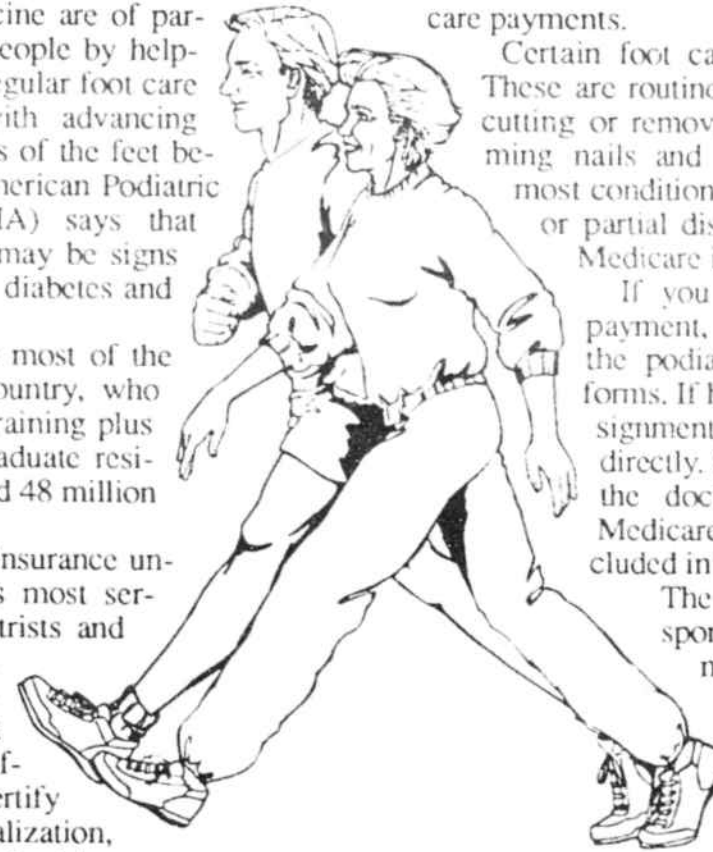 cine are of par-
eople by help-
egular foot care
vith advancing
s of the feet be-
merican Podiatric
IA) says that
may be signs
diabetes and
most of the
ountry, who
raining plus
aduate resi-
d 48 million
nsurance un-
s most ser-
trists and
f-
ertify
alization,
care payments.
Certain foot ca
These are routine
cutting or remov
ming nails and
most condition
or partial dis
Medicare i
If you
payment,
the podia
forms. If h
signment
directly.
the doc
Medicare
cluded in
The
spor
n